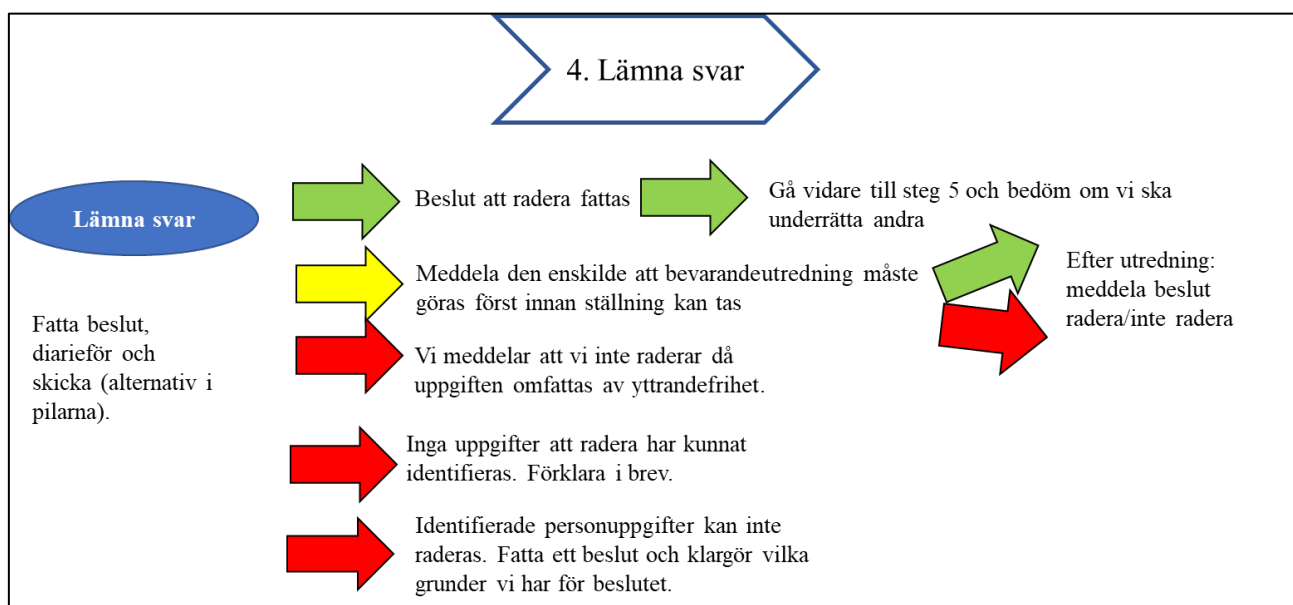 4. Lämna svar
Lämna svar
Fatta beslut,
diarieför och
skicka (alternativ i
pilarna).
Beslut att radera fattas
Gå vidare till steg 5 och bedöm om vi ska
underrätta andra
Meddela den enskilde att bevarandeutredning måste
göras först innan ställning kan tas
Efter utredning:
meddela beslut
radera/inte radera
Vi meddelar att vi inte raderar då
uppgiften omfattas av yttrandefrihet.
Inga uppgifter att radera har kunnat
identifieras. Förklara i brev.
Identifierade personuppgifter kan inte
raderas. Fatta ett beslut och klargör vilka
grunder vi har för beslutet.